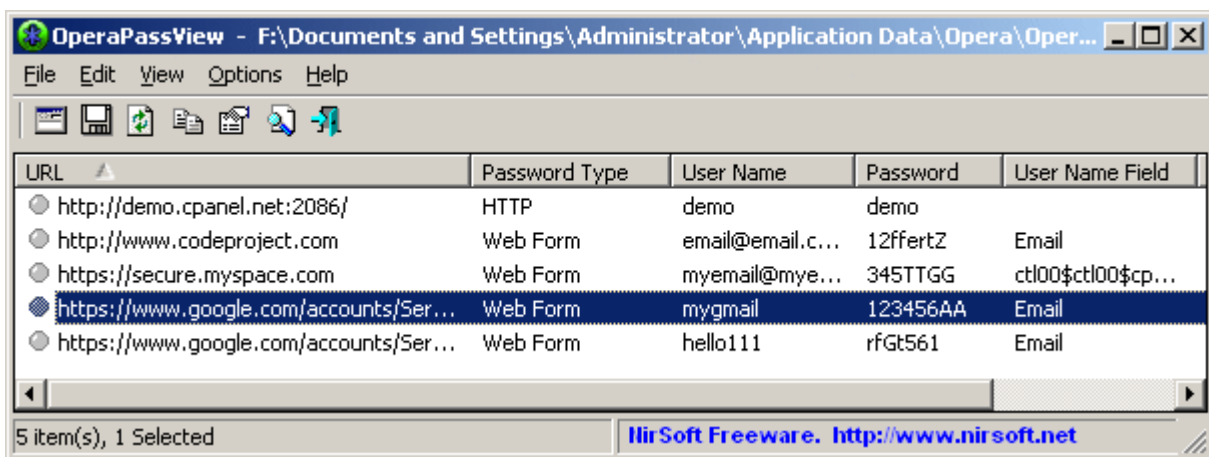 OperaPassView - F:\Documents and Settings\Administrator\Application Data\Opera\Oper...
File Edit View Options Help
URL Password Type User Name Password User Name Field
http://demo.cpanel.net:2086/ HTTP demo demo
http://www.codeproject.com Web Form email@email.c... 12ffertZ Email
https://secure.myspace.com Web Form myemail@mye... 345TTGG ctl00$ctl00$cp...
https://www.google.com/accounts/Ser... Web Form mygmail 123456AA Email
https://www.google.com/accounts/Ser... Web Form hello111 rfGt561 Email
5 item(s), 1 Selected NirSoft Freeware. http://www.nirsoft.net